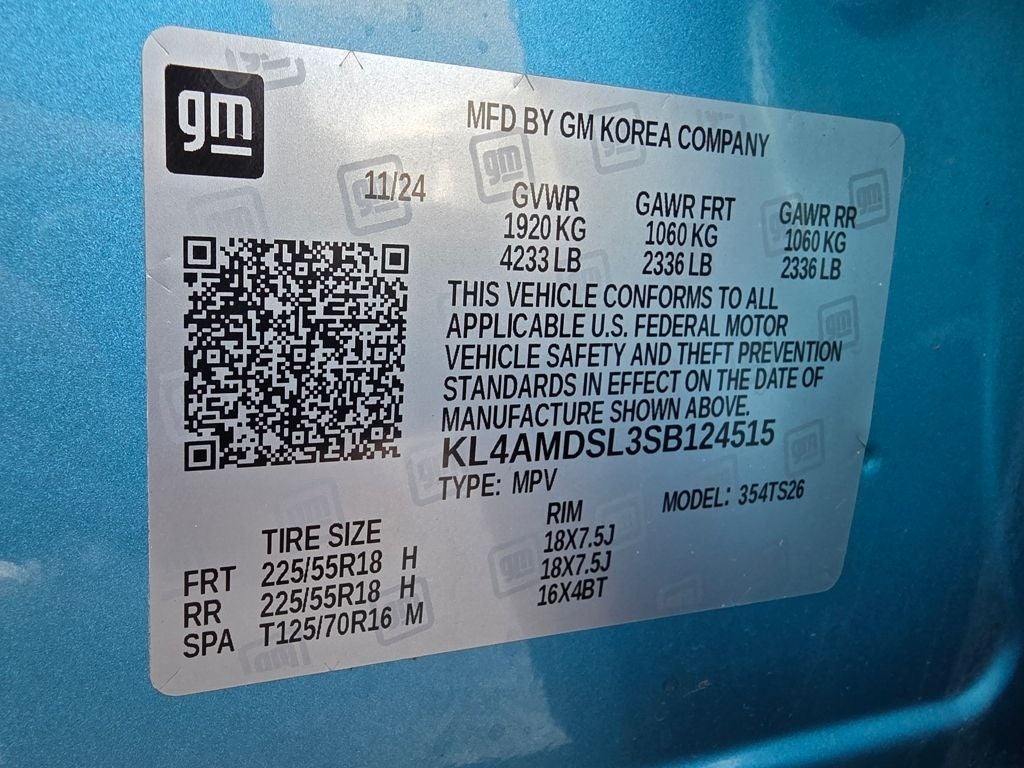 gm
MFD BY GM KOREA COMPANY
11/24
GVWR GAWR FRT GAWR RR
1920 KG 1060 KG 1060 KG
4233 LB 2336 LB 2336 LB
THIS VEHICLE CONFORMS TO ALL
APPLICABLE U.S. FEDERAL MOTOR
VEHICLE SAFETY AND THEFT PREVENTION
STANDARDS IN EFFECT ON THE DATE OF
MANUFACTURE SHOWN ABOVE.
KL4AMDSL3SB124515
TYPE: MPV MODEL: 354TS26
TIRE SIZE RIM
FRT 225/55R18 H 18X7.5J
RR 225/55R18 H 18X7.5J
SPA T125/70R16 M 16X4BT